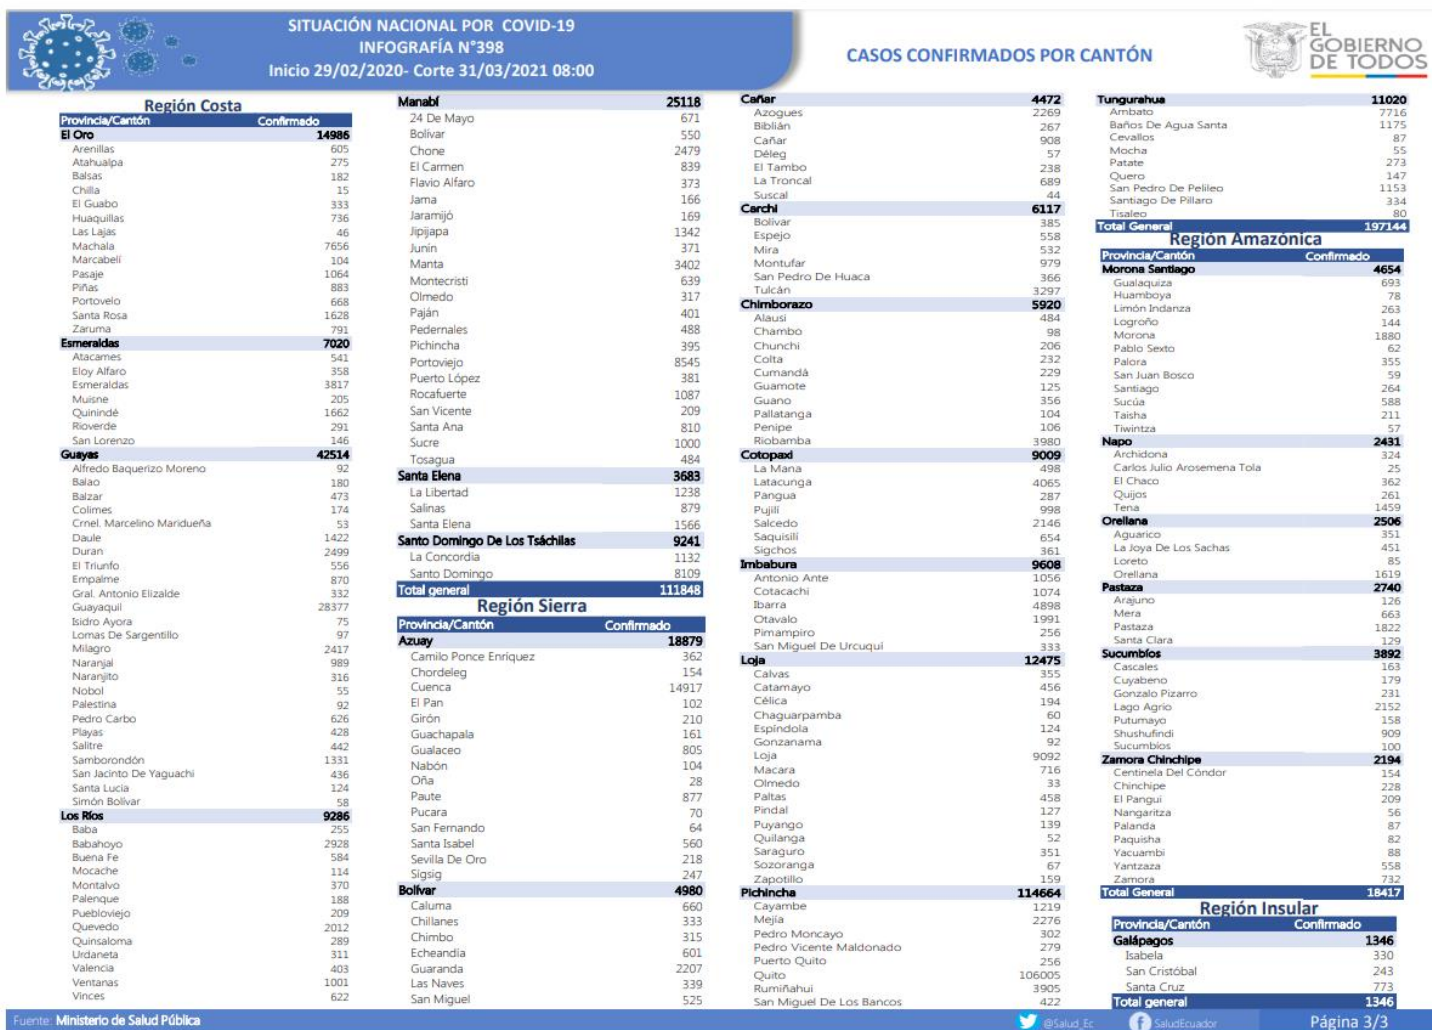 SITUACIÓN NACIONAL POR COVID-19
INFOGRAFÍA N°398
Inicio 29/02/2020- Corte 31/03/2021 08:00
CASOS CONFIRMADOS POR CANTÓN
EL
GOBIERNO
DE TODOS
Región Costa
Provincia/Cantón Confirmado
El Oro 14986
Arenillas 605
Atahualpa 275
Balsas 182
Chilla 15
El Guabo 333
Huaquillas 736
Las Lajas 46
Machala 7656
Marcabelí 104
Pasaje 1064
Piñas 883
Portovelo 668
Santa Rosa 1628
Zaruma 791
Esmeraldas 7020
Atacames 541
Eloy Alfaro 358
Esmeraldas 3817
Muisne 205
Quinindé 1662
Rioverde 291
San Lorenzo 146
Guayas 42514
Alfredo Baquerizo Moreno 92
Balao 180
Balzar 473
Colimes 174
Crnel. Marcelino Maridueña 53
Daule 1422
Duran 2499
El Triunfo 556
Empalme 870
Gral. Antonio Elizalde 332
Guayaquil 28377
Isidro Ayora 75
Lomas De Sargentillo 97
Milagro 2417
Naranjal 989
Naranjito 316
Nobol 55
Palestina 92
Pedro Carbo 626
Playas 428
Salitre 442
Samborondón 1331
San Jacinto De Yaguachi 436
Santa Lucia 124
Simón Bolívar 58
Los Ríos 9286
Baba 255
Babahoyo 2928
Buena Fe 584
Mocache 114
Montalvo 370
Palenque 188
Puebloviejo 209
Quevedo 2012
Quinsaloma 289
Urdaneta 311
Valencia 403
Ventanas 1001
Vinces 622
Manabí 25118
24 De Mayo 671
Bolívar 550
Chone 2479
El Carmen 839
Flavio Alfaro 373
Jama 166
Jaramijó 169
Jipijapa 1342
Junín 371
Manta 3402
Montecristi 639
Olmedo 317
Paján 401
Pedernales 488
Pichincha 395
Portoviejo 8545
Puerto López 381
Rocafuerte 1087
San Vicente 209
Santa Ana 810
Sucre 1000
Tosagua 484
Santa Elena 3683
La Libertad 1238
Salinas 879
Santa Elena 1566
Santo Domingo De Los Tsáchilas 9241
La Concordia 1132
Santo Domingo 8109
Total general 111848
Región Sierra
Provincia/Cantón Confirmado
Azuay 18879
Camilo Ponce Enríquez 362
Chordeleg 154
Cuenca 14917
El Pan 102
Girón 210
Guachapala 161
Gualaceo 805
Nabón 104
Oña 28
Paute 877
Pucara 70
San Fernando 64
Santa Isabel 560
Sevilla De Oro 218
Sigsig 247
Bolívar 4980
Caluma 660
Chillanes 333
Chimbo 315
Echeandía 601
Guaranda 2207
Las Naves 339
San Miguel 525
Cañar 4472
Azogues 2269
Biblián 267
Cañar 908
Déleg 57
El Tambo 238
La Troncal 689
Suscal 44
Carchi 6117
Bolívar 385
Espejo 558
Mira 532
Montufar 979
San Pedro De Huaca 366
Tulcán 3297
Chimborazo 5920
Alausi 484
Chambo 98
Chunchi 206
Colta 232
Cumandá 229
Guamote 125
Guano 356
Pallatanga 104
Penipe 106
Riobamba 3980
Cotopaxi 9009
La Mana 498
Latacunga 4065
Pangua 287
Pujilí 998
Salcedo 2146
Saquisilí 654
Sigchos 361
Imbabura 9608
Antonio Ante 1056
Cotacachi 1074
Ibarra 4898
Otavalo 1991
Pimampiro 256
San Miguel De Urcuqui 333
Loja 12475
Calvas 355
Catamayo 456
Célica 194
Chaguarpamba 60
Espíndola 124
Gonzanama 92
Loja 9092
Macara 716
Olmedo 33
Paltas 458
Pindal 127
Puyango 139
Quilanga 52
Saraguro 351
Sozoranga 67
Zapotillo 159
Pichincha 114664
Cayambe 1219
Mejía 2276
Pedro Moncayo 302
Pedro Vicente Maldonado 279
Puerto Quito 256
Quito 106005
Rumiñahui 3905
San Miguel De Los Bancos 422
Tungurahua 11020
Ambato 7716
Baños De Agua Santa 1175
Cevallos 87
Mocha 55
Patate 273
Quero 147
San Pedro De Pelileo 1153
Santiago De Pillaro 334
Tisaleo 80
Total General 197144
Región Amazónica
Provincia/Cantón Confirmado
Morona Santiago 4654
Gualaquiza 693
Huamboya 78
Limón Indanza 263
Logroño 144
Morona 1880
Pablo Sexto 62
Palora 355
San Juan Bosco 59
Santiago 264
Sucúa 588
Taisha 211
Tiwintza 57
Napo 2431
Archidona 324
Carlos Julio Arosemena Tola 25
El Chaco 362
Quijos 261
Tena 1459
Orellana 2506
Aguarico 351
La Joya De Los Sachas 451
Loreto 85
Orellana 1619
Pastaza 2740
Arajuno 126
Mera 663
Pastaza 1822
Santa Clara 129
Sucumbíos 3892
Cascales 163
Cuyabeno 179
Gonzalo Pizarro 231
Lago Agrio 2152
Putumayo 158
Shushufindi 909
Sucumbíos 100
Zamora Chinchipe 2194
Centinela Del Cóndor 154
Chinchipe 228
El Pangui 209
Nangaritza 56
Palanda 87
Paquisha 82
Yacuambi 88
Yantzaza 558
Zamora 732
Total General 18417
Región Insular
Provincia/Cantón Confirmado
Galápagos 1346
Isabela 330
San Cristóbal 243
Santa Cruz 773
Total general 1346
Fuente: Ministerio de Salud Pública
@Salud_Ec
SaludEcuador
Página 3/3